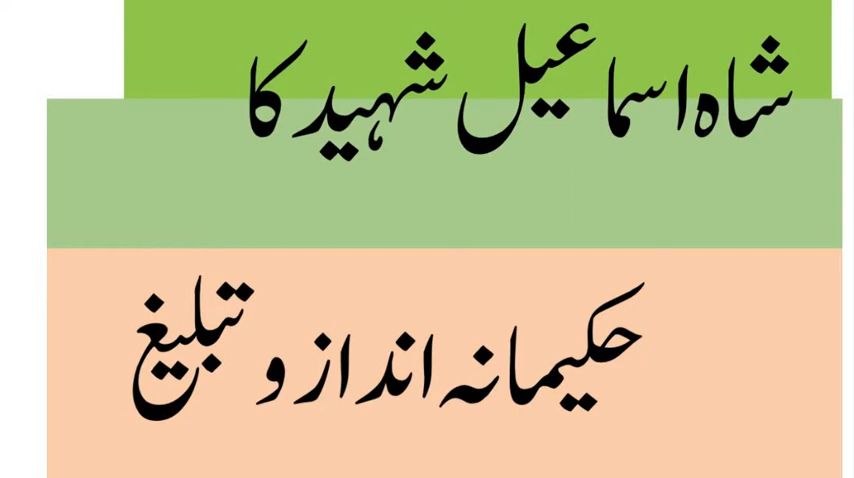 شاہ اسماعیل شہید کا
حکیمانہ انداز و تبلیغ